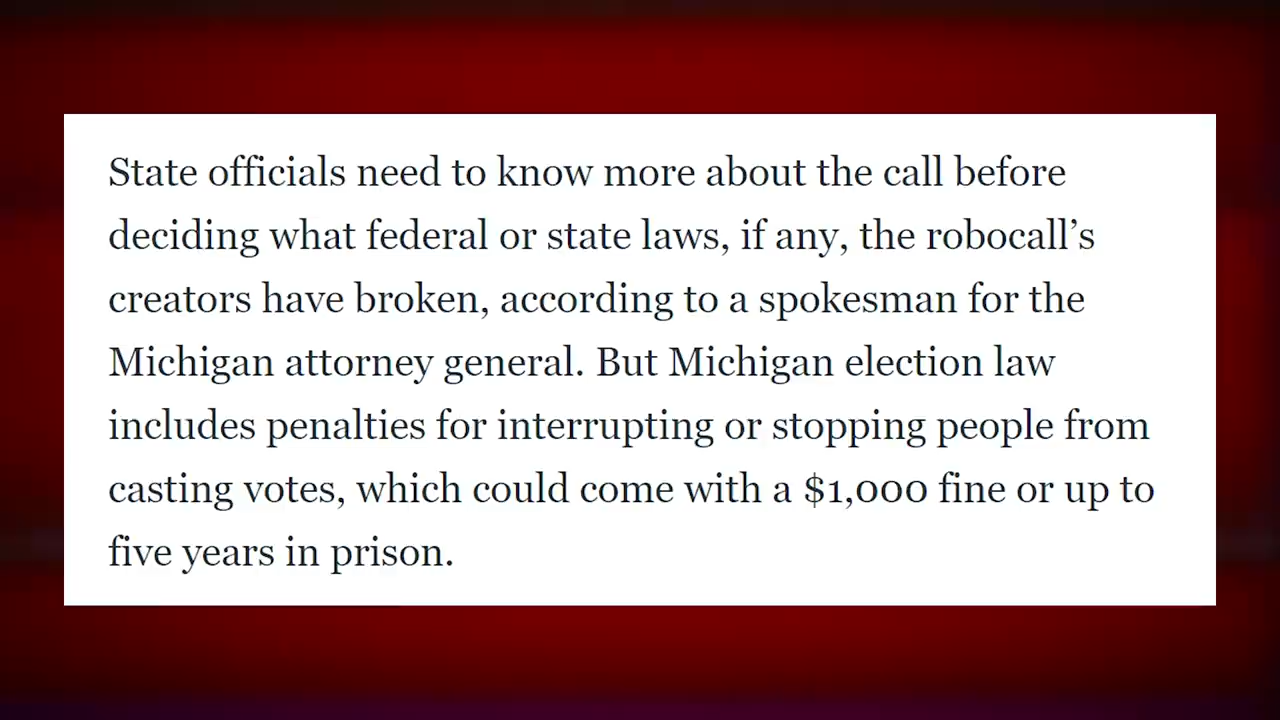 State officials need to know more about the call before
deciding what federal or state laws, if any, the robocall’s
creators have broken, according to a spokesman for the
Michigan attorney general. But Michigan election law
includes penalties for interrupting or stopping people from
casting votes, which could come with a $1,000 fine or up to
five years in prison.